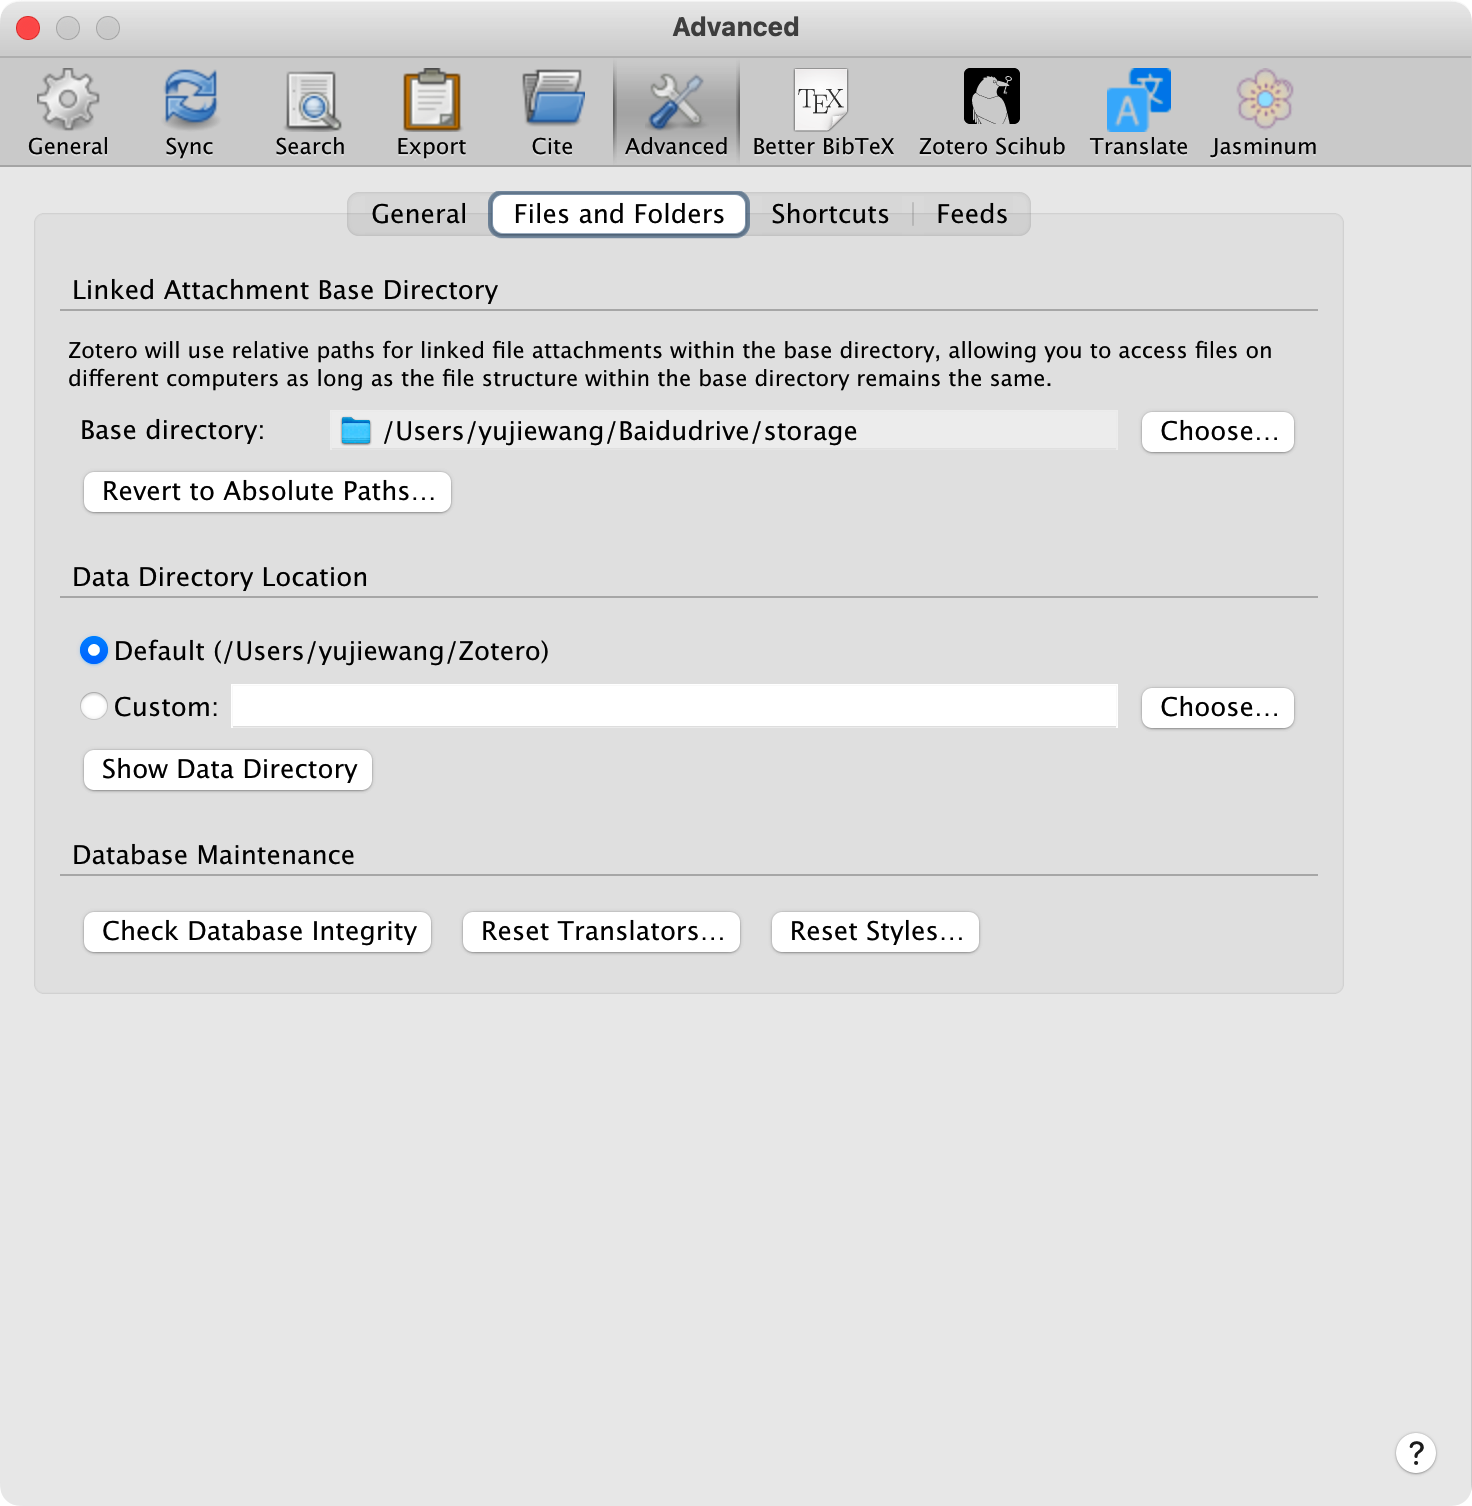 Advanced
General Sync Search Export Cite Advanced Better BibTeX Zotero Scihub Translate Jasminum
TEX
A 文
General Files and Folders Shortcuts Feeds
Linked Attachment Base Directory
Zotero will use relative paths for linked file attachments within the base directory, allowing you to access files on
different computers as long as the file structure within the base directory remains the same.
Base directory: /Users/yujiewang/Baidudrive/storage Choose...
Revert to Absolute Paths...
Data Directory Location
Default (/Users/yujiewang/Zotero)
Custom: Choose...
Show Data Directory
Database Maintenance
Check Database Integrity Reset Translators... Reset Styles...
?